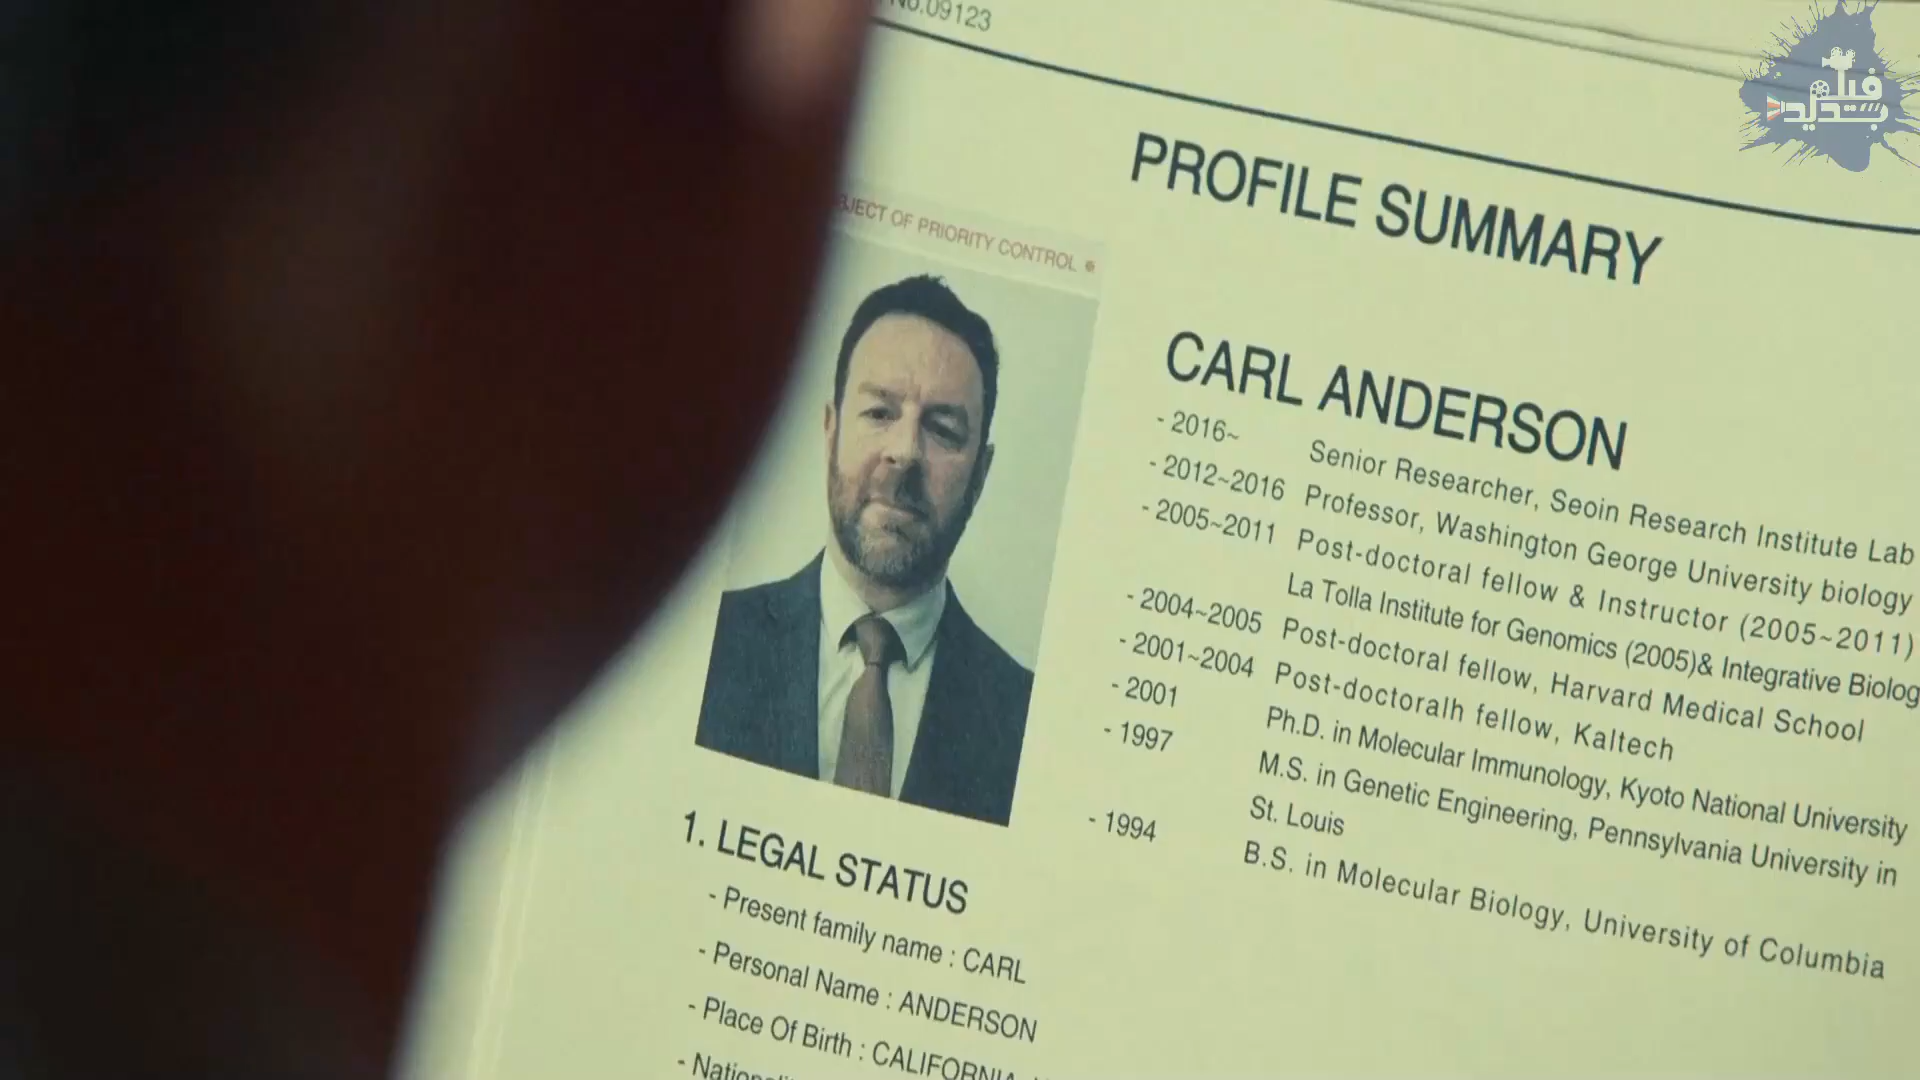 No.09123
فیلم
بتدید
PROFILE SUMMARY
OF PRIORITY CONTROL
CARL ANDERSON
- 2016~ Senior Researcher, Seoin Research Institute Lab
- 2012~2016 Professor, Washington George University biology
- 2005~2011 Post-doctoral fellow & Instructor (2005~2011)
La Tolla Institute for Genomics (2005)& Integrative Biolog
- 2004~2005 Post-doctoral fellow, Harvard Medical School
- 2001~2004 Post-doctoralh fellow, Kaltech
- 2001 Ph.D. in Molecular Immunology, Kyoto National University
- 1997 M.S. in Genetic Engineering, Pennsylvania University in
St. Louis
- 1994 B.S. in Molecular Biology, University of Columbia
1. LEGAL STATUS
- Present family name : CARL
- Personal Name : ANDERSON
- Place Of Birth : CALIFORNIA